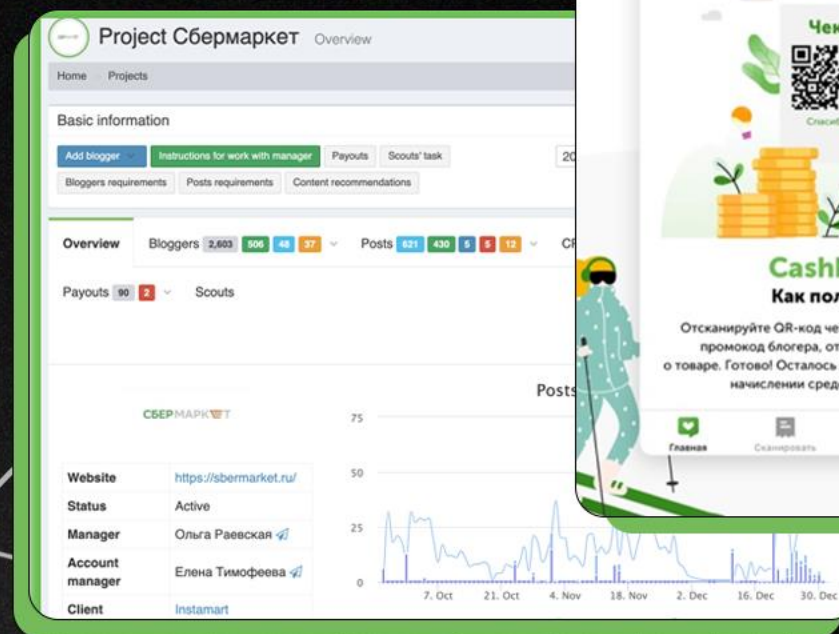 Project Сбермаркет Overview
Home Projects
Basic information
Add blogger Instructions for work with manager Payouts Scouts' task
Bloggers requirements Posts requirements Content recommendations
20
Overview Bloggers 2,603 506 48 37 Posts 621 430 5 5 12
Payouts 90 2 Scouts
Posts
СБЕРМАРКЕТ
Website https://sbermarket.ru/
Status Active
Manager Ольга Раевская
Account manager Елена Тимофеева
Client Instamart
75
50
25
0
7. Oct 21. Oct 4. Nov 18. Nov 2. Dec 16. Dec 30. Dec
Чек
Как пол
Отсканируйте QR-код че
промокод блогера, от
о товаре. Готово! Осталось
начислении сред
Главная Сканировать